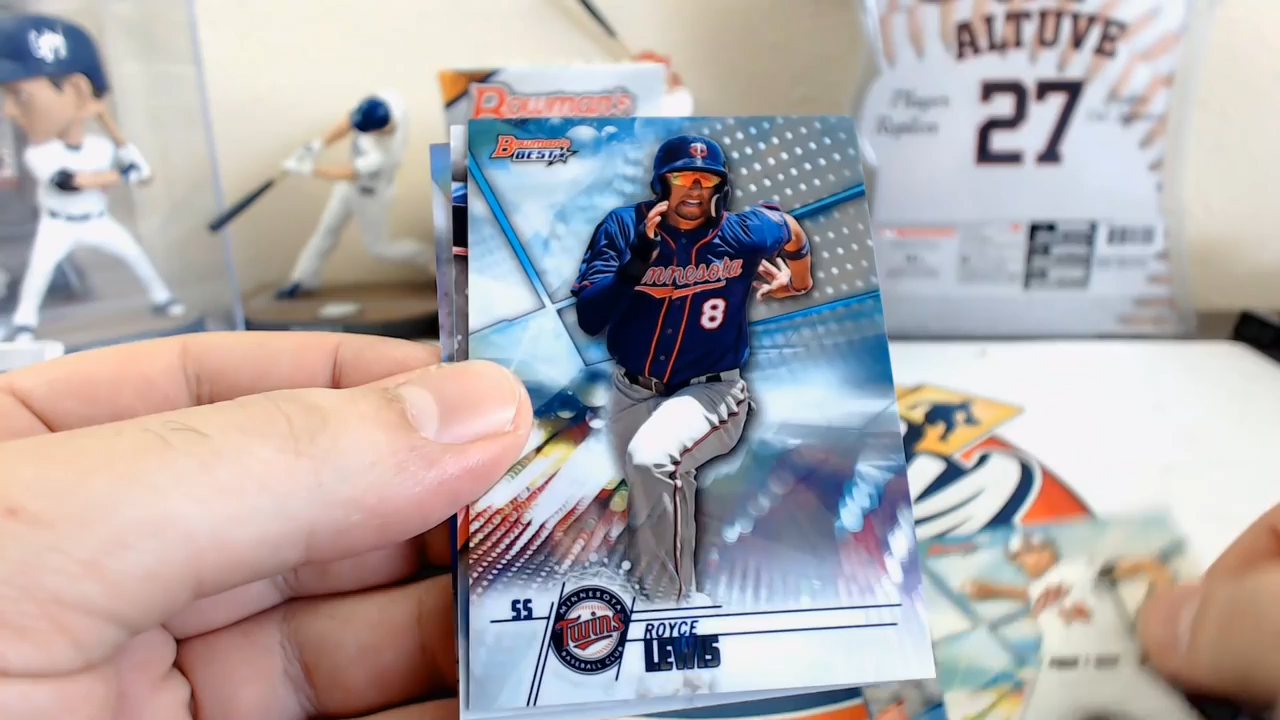 ALTUVE
27
Player
Replica
Bowman's
Bowman's
BEST
Minnesota
8
SS
MINNESOTA
Twins
BASEBALL CLUB
ROYCE
LEWIS